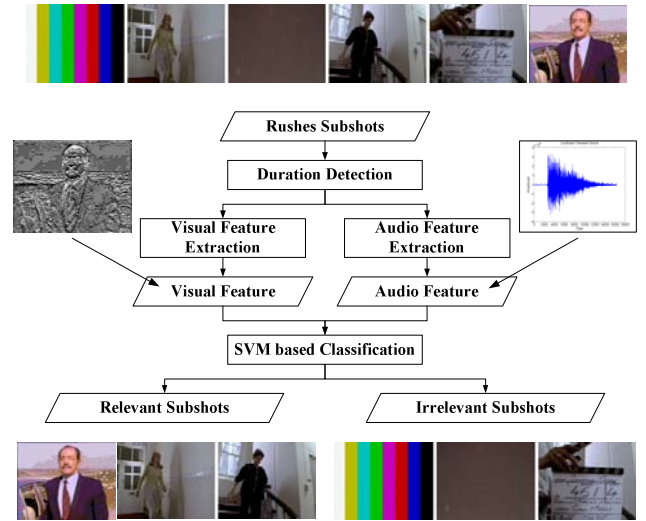 Rushes Subshots
Duration Detection
Visual Feature
Extraction
Audio Feature
Extraction
Visual Feature
Audio Feature
SVM based Classification
Relevant Subshots
Irrelevant Subshots